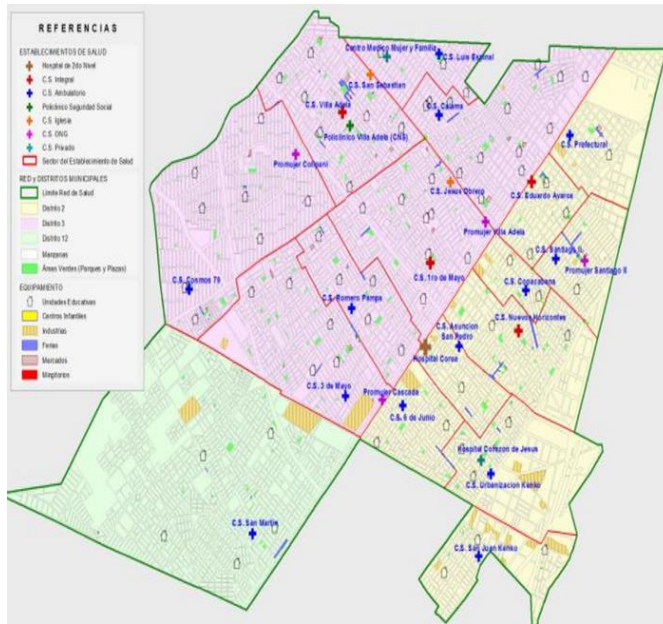 REFERENCIAS
ESTABLECIMIENTOS DE SALUD
Hospital de 2do Nivel
C.S. Integral
C.S. Ambulatorio
Policlinico Seguridad Social
C.S. Iglesia
C.S. ONG
C.S. Privado
Sector del Establecimiento de Salud
RED y DISTRITOS MUNICIPALES
Límite Red de Salud
Distrito 2
Distrito 3
Distrito 12
Manzanas
Áreas Verdes (Parques y Plazas)
EQUIPAMIENTO
Unidades Educativas
Centros Infantiles
Industrias
Ferias
Mercados
Mingitorios
Centro Medico Mujer y Familia
C.S. Luis Espinal
C.S. San Sebastian
C.S. Villa Adela
C.S. Calama
Policlinico Villa Adela (CNS)
C.S. Prefectural
Promujer Collpani
C.S. Jesus Obrero
C.S. Eduardo Avaroa
Promujer Villa Adela
C.S. Santiago II
C.S. 1ro de Mayo
Promujer Santiago II
C.S. Cosmos 79
C.S. Copacabana
C.S. Romero Pampa
C.S. Asuncion
San Pedro
C.S. Nuevos Horizontes
Hospital Corea
C.S. 3 de Mayo
Promujer Cascada
C.S. 6 de Junio
Hospital Corazon de Jesus
C.S. Urbanizacion Kenko
C.S. San Martin
C.S. San Juan Kenko